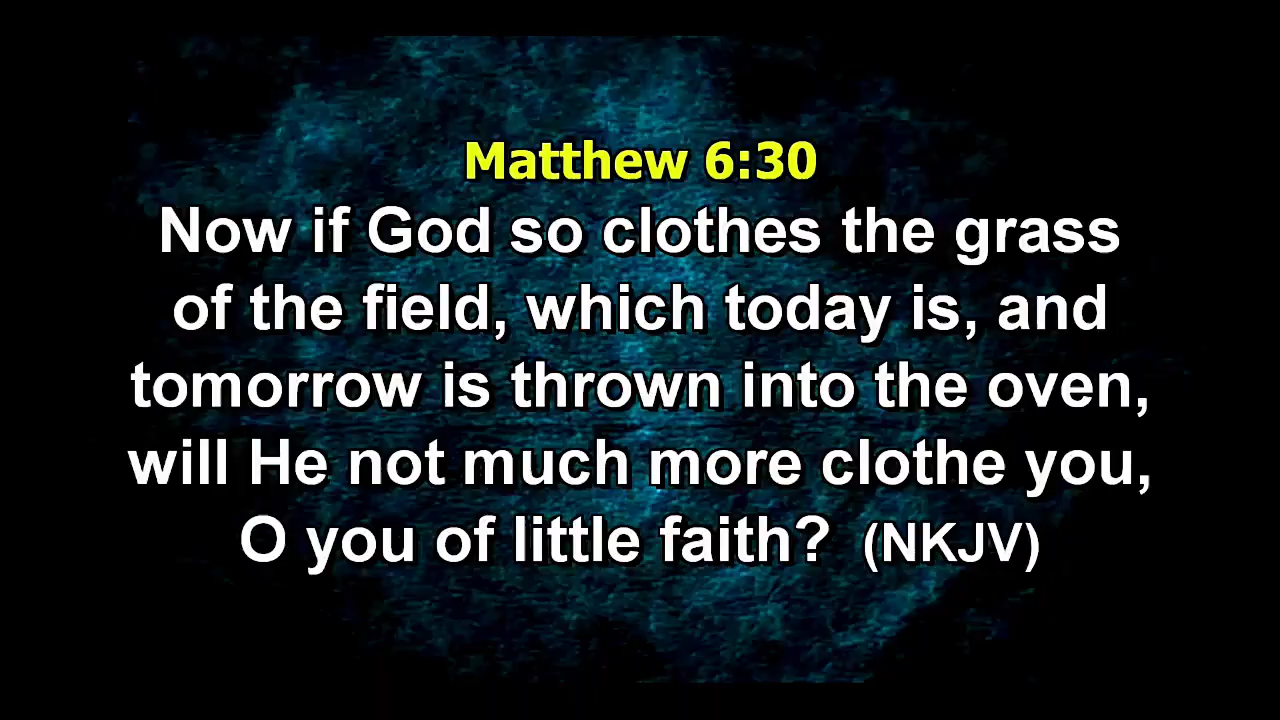 Matthew 6:30
Now if God so clothes the grass
of the field, which today is, and
tomorrow is thrown into the oven,
will He not much more clothe you,
O you of little faith? (NKJV)